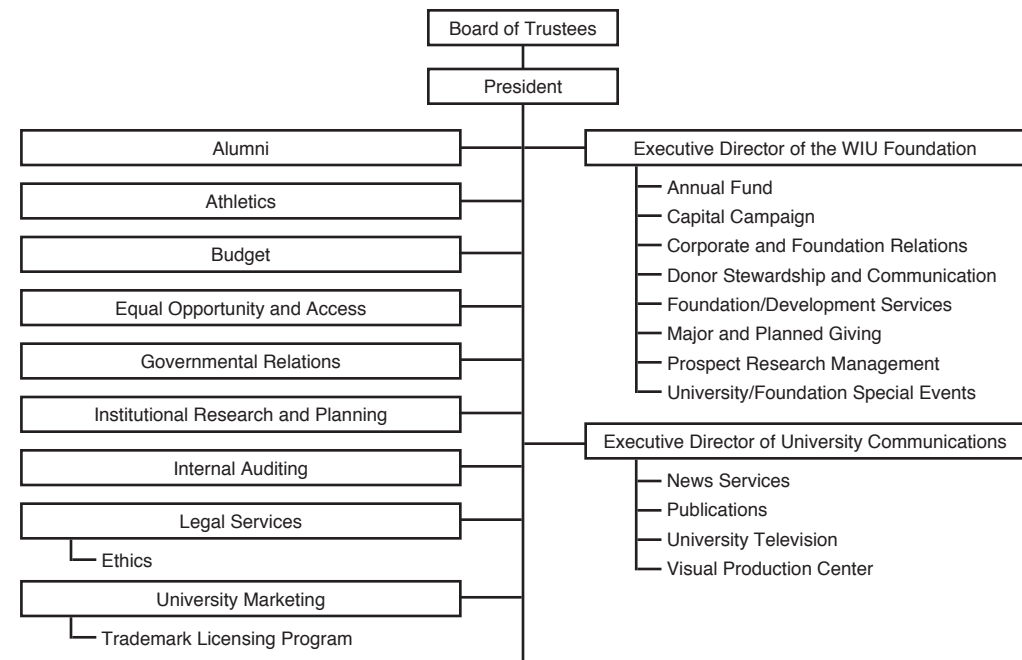 Board of Trustees
President
Alumni
Athletics
Budget
Equal Opportunity and Access
Governmental Relations
Institutional Research and Planning
Internal Auditing
Legal Services
Ethics
University Marketing
Trademark Licensing Program
Executive Director of the WIU Foundation
Annual Fund
Capital Campaign
Corporate and Foundation Relations
Donor Stewardship and Communication
Foundation/Development Services
Major and Planned Giving
Prospect Research Management
University/Foundation Special Events
Executive Director of University Communications
News Services
Publications
University Television
Visual Production Center